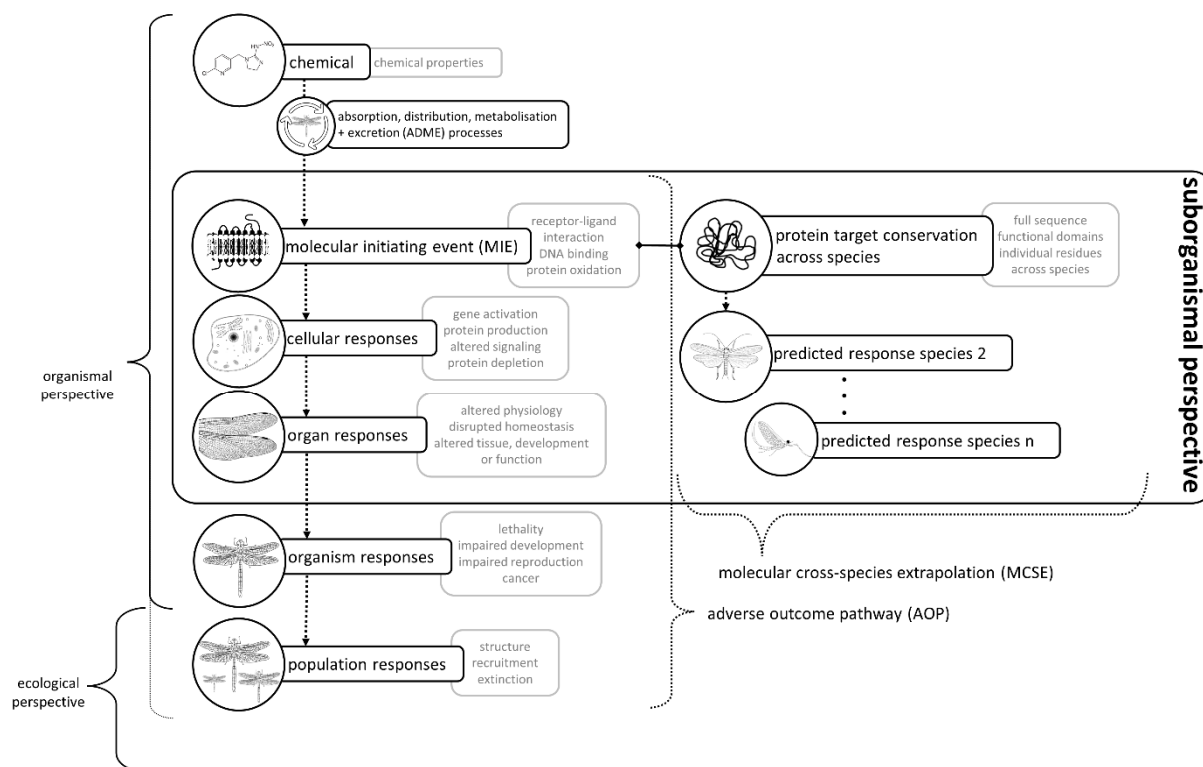 HN
NO₂
N
N
N
Cl
chemical
chemical properties
absorption, distribution, metabolisation
+ excretion (ADME) processes
suborganismal perspective
molecular initiating event (MIE)
receptor-ligand
interaction
DNA binding
protein oxidation
protein target conservation
across species
full sequence
functional domains
individual residues
across species
cellular responses
gene activation
protein production
altered signaling
protein depletion
predicted response species 2
organismal
perspective
organ responses
altered physiology
disrupted homeostasis
altered tissue, development
or function
predicted response species n
organism responses
lethality
impaired development
impaired reproduction
cancer
molecular cross-species extrapolation (MCSE)
adverse outcome pathway (AOP)
population responses
structure
recruitment
extinction
ecological
perspective